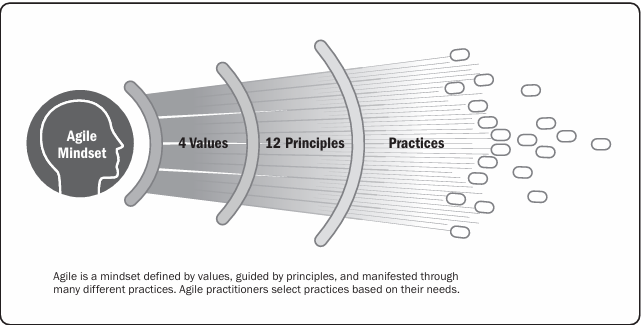 Agile
Mindset
4 Values
12 Principles
Practices
Agile is a mindset defined by values, guided by principles, and manifested through
many different practices. Agile practitioners select practices based on their needs.